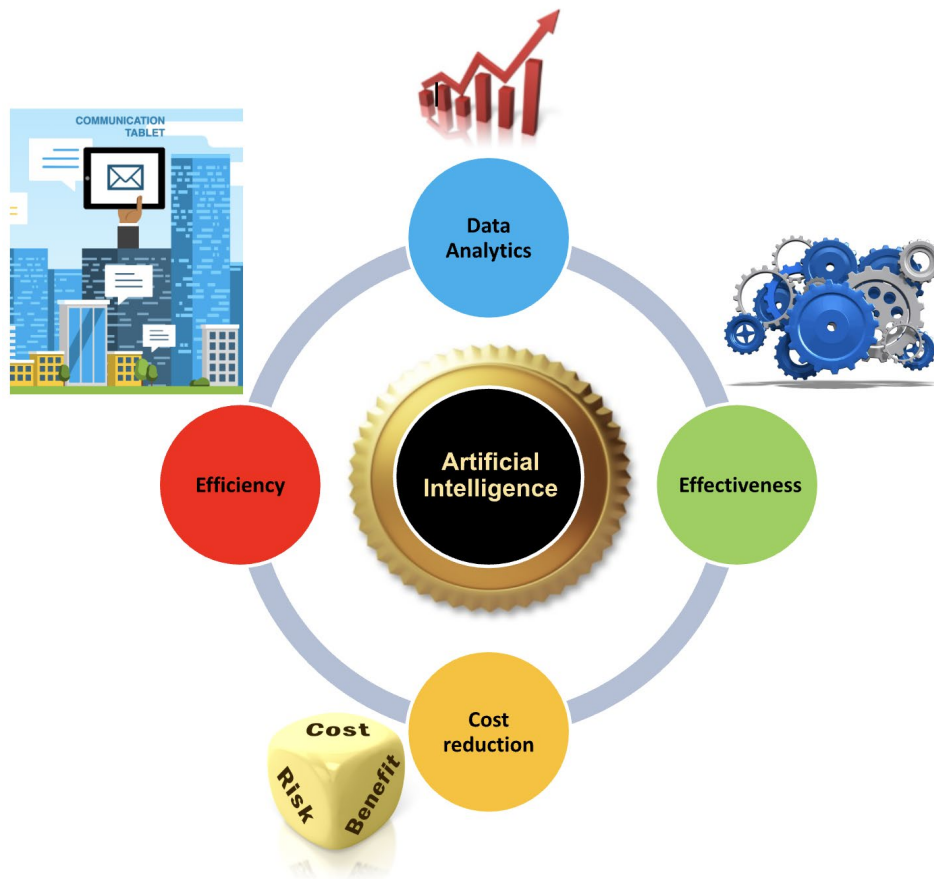 COMMUNICATION
TABLET
Data
Analytics
Efficiency
Artificial
Intelligence
Effectiveness
Cost
reduction
Cost
Risk
Benefit